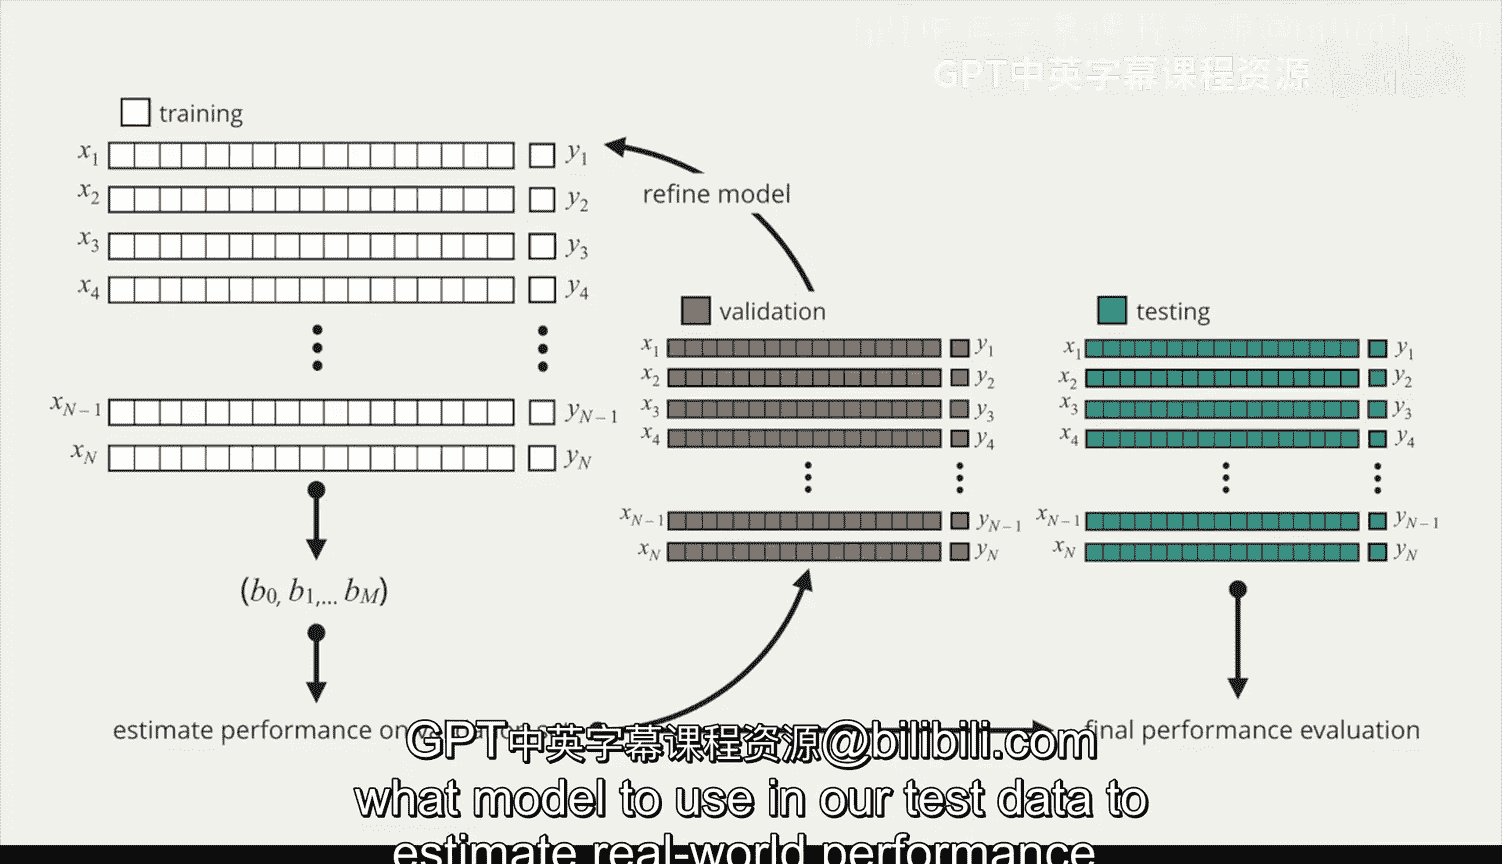 GPT中英字幕课程资源
training
x1 y1
x2 y2
x3 y3
x4 y4
xN−1 yN−1
xN yN
(b0, b1,... bM)
refine model
validation
x1 y1
x2 y2
x3 y3
x4 y4
xN−1 yN−1
xN yN
testing
x1 y1
x2 y2
x3 y3
x4 y4
xN−1 yN−1
xN yN
estimate performance on
final performance evaluation
GPT中英字幕课程资源@bilibili.com
what model to use in our test data to
estimate real-world performance